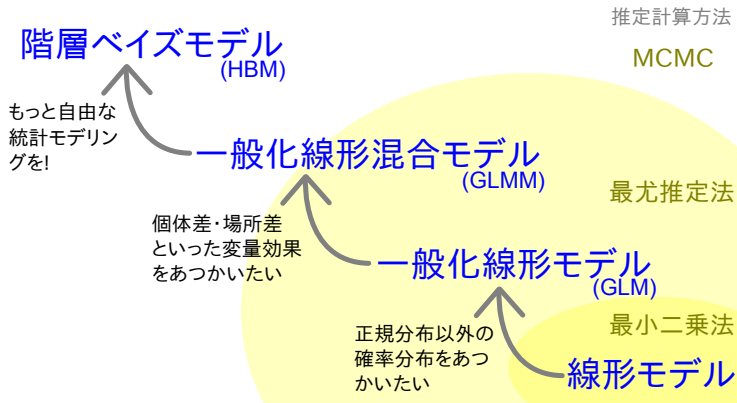 推定計算方法
階層ベイズモデル
(HBM)
MCMC
もっと自由な
統計モデリン
グを!
一般化線形混合モデル
(GLMM)
最尤推定法
個体差・場所差
といった変量効果
をあつかいたい
一般化線形モデル
(GLM)
最小二乗法
正規分布以外の
確率分布をあつ
かいたい
線形モデル